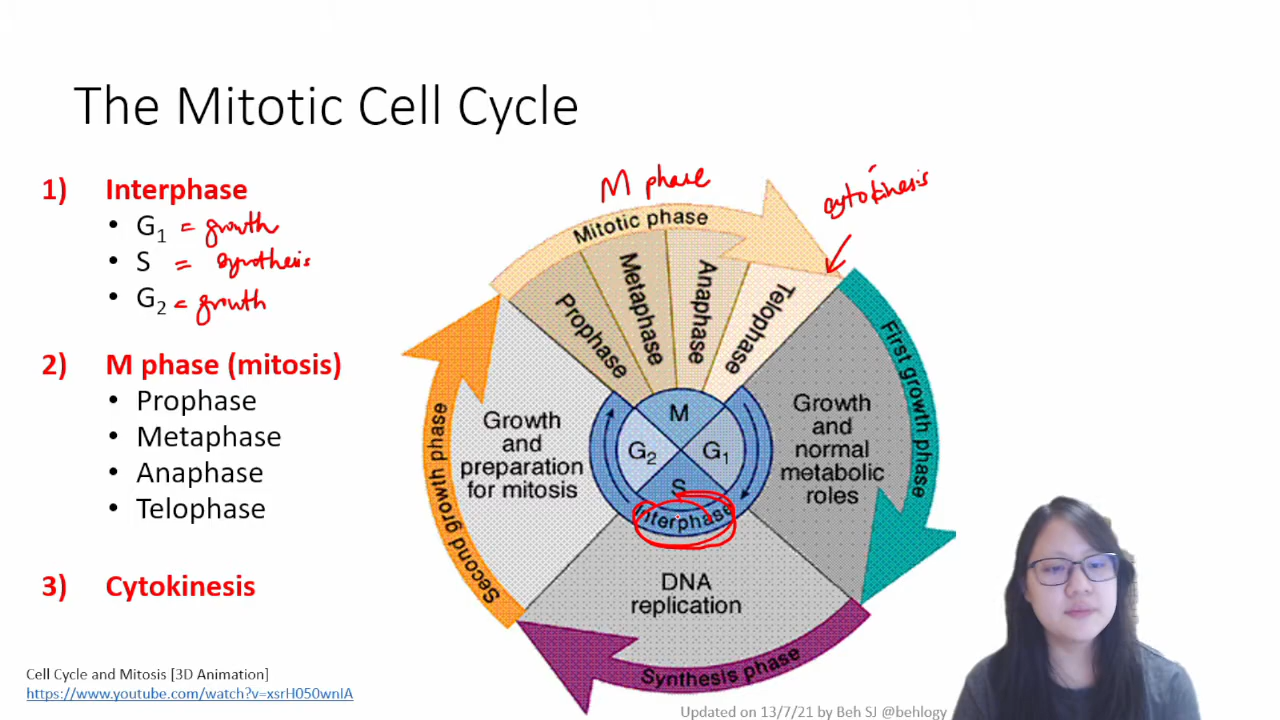 The Mitotic Cell Cycle
1) Interphase
• G1 = growth
• S = synthesis
• G2 = growth
2) M phase (mitosis)
• Prophase
• Metaphase
• Anaphase
• Telophase
3) Cytokinesis
Cell Cycle and Mitosis [3D Animation]
https://www.youtube.com/watch?v=xsrH050wnIA
M phase
cytokinesis
Mitotic phase
Prophase
Metaphase
Anaphase
Telophase
First growth phase
Growth
and
normal
metabolic
roles
M
G2
G1
S
Interphase
Growth
and
preparation
for mitosis
Second growth phase
DNA
replication
Synthesis phase
Updated on 13/7/21 by Beh SJ @behlogy